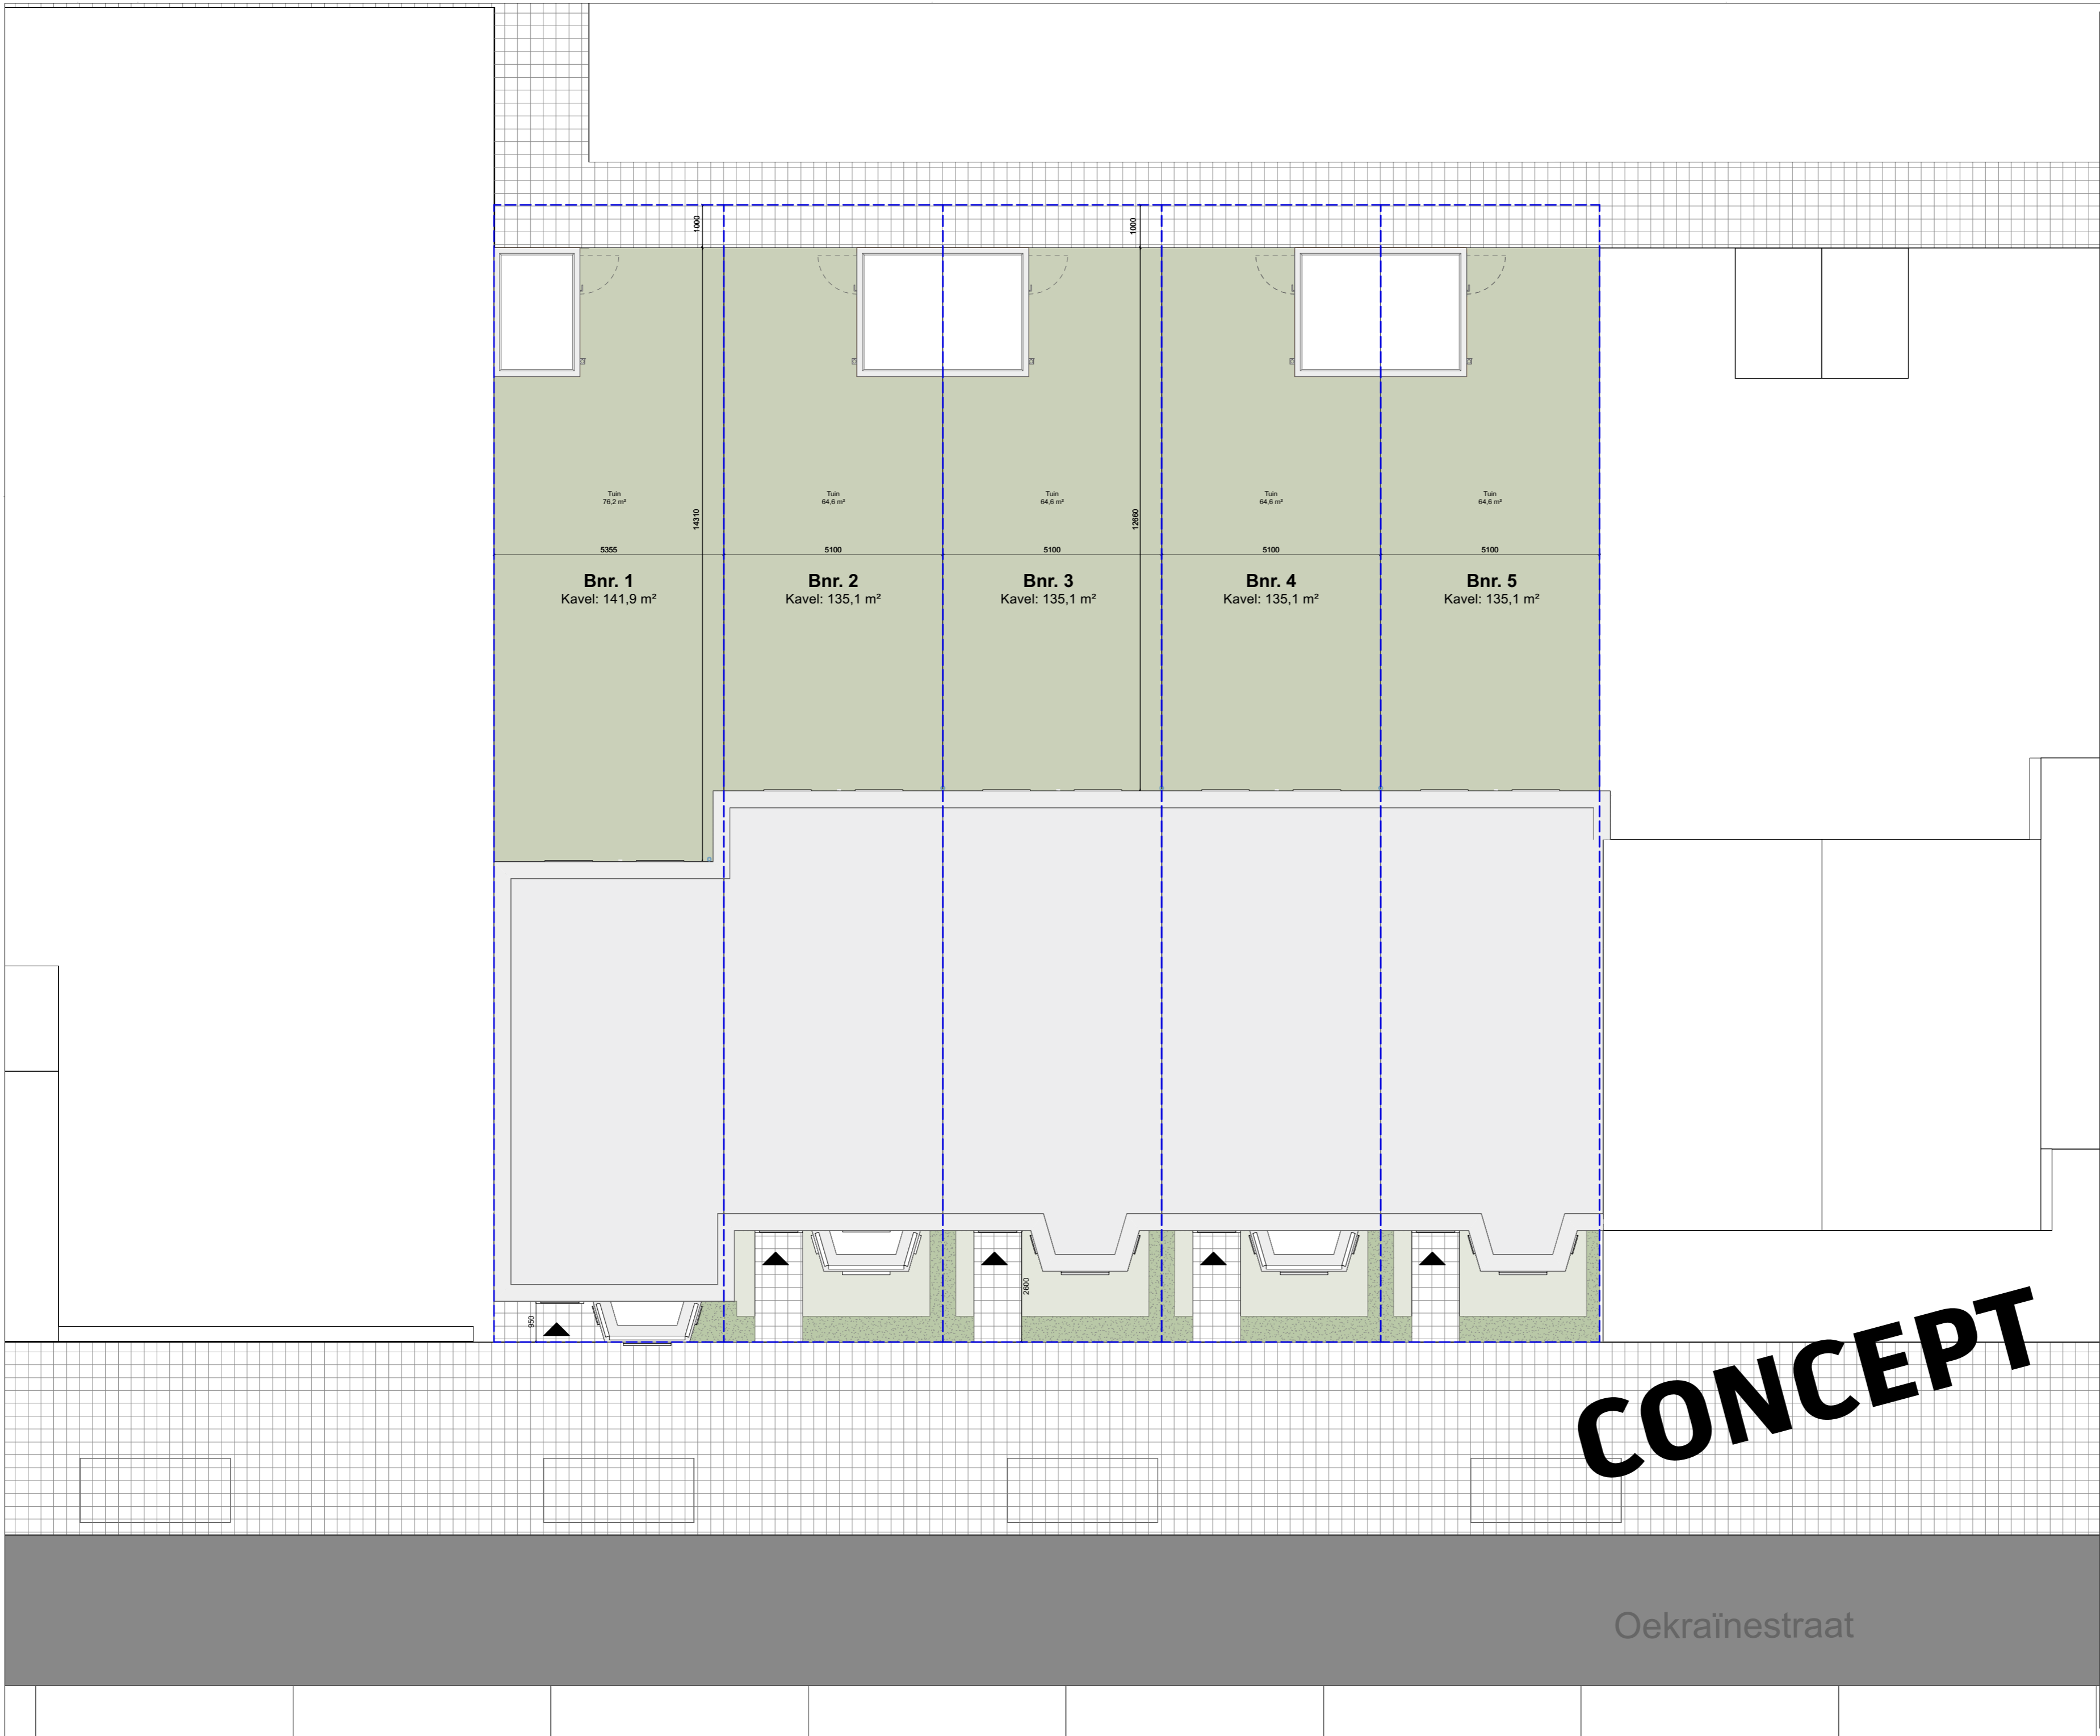 1000
1000
Tuin
76,2 m²
Tuin
64,6 m²
Tuin
64,6 m²
Tuin
64,6 m²
Tuin
64,6 m²
14310
12660
5355
5100
5100
5100
5100
Bnr. 1
Kavel: 141,9 m²
Bnr. 2
Kavel: 135,1 m²
Bnr. 3
Kavel: 135,1 m²
Bnr. 4
Kavel: 135,1 m²
Bnr. 5
Kavel: 135,1 m²
2600
950
CONCEPT
Oekraïnestraat